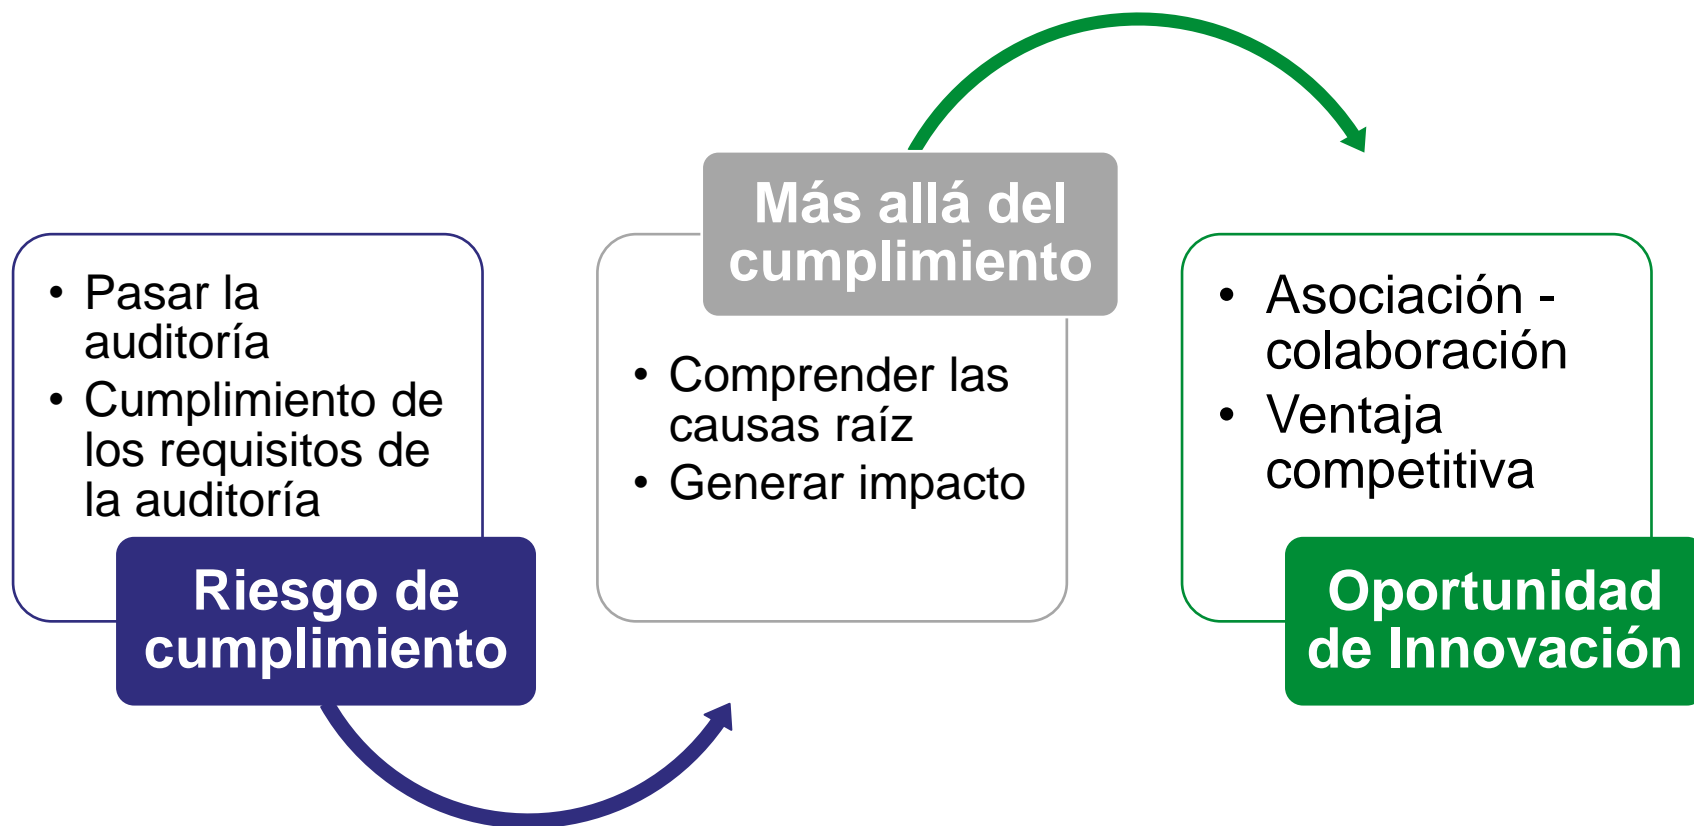 • Pasar la
auditoría
• Cumplimiento de
los requisitos de
la auditoría
Riesgo de
cumplimiento
Más allá del
cumplimiento
• Comprender las
causas raíz
• Generar impacto
• Asociación -
colaboración
• Ventaja
competitiva
Oportunidad
de Innovación